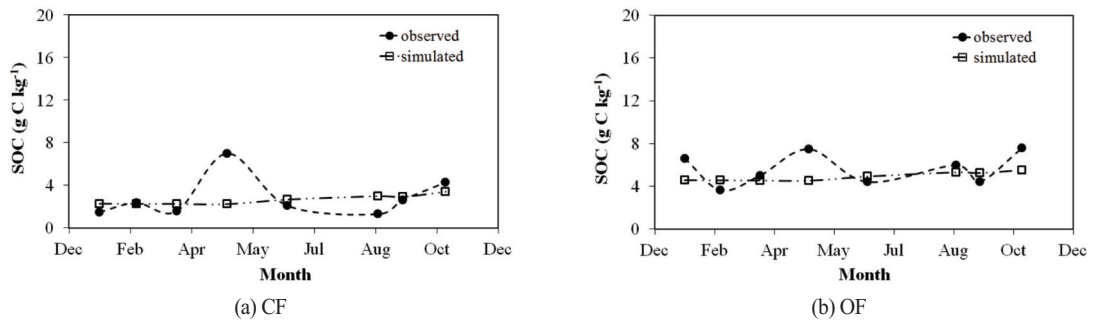 20
16
12
8
4
0
SOC (g C kg⁻¹)
observed
simulated
Dec Feb Apr May Jul Aug Oct Dec
Month
(a) CF
20
16
12
8
4
0
SOC (g C kg⁻¹)
observed
simulated
Dec Feb Apr May Jul Aug Oct Dec
Month
(b) OF